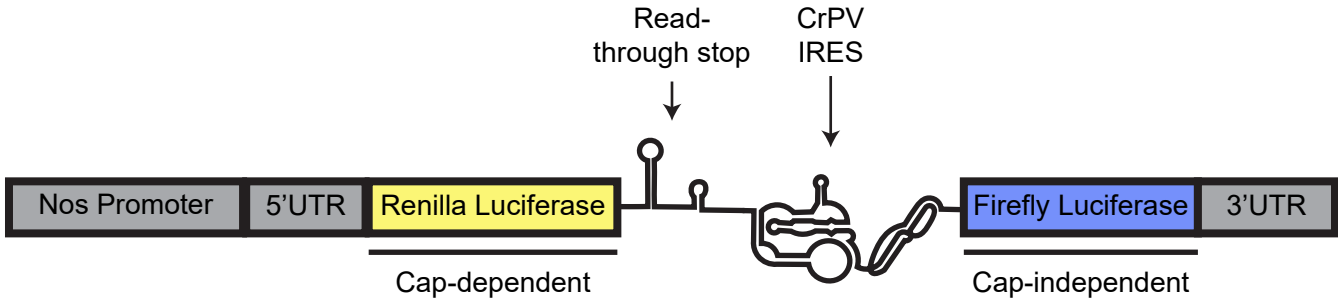 Read-
through stop
CrPV
IRES
Nos Promoter
5’UTR
Renilla Luciferase
Firefly Luciferase
3’UTR
Cap-dependent
Cap-independent